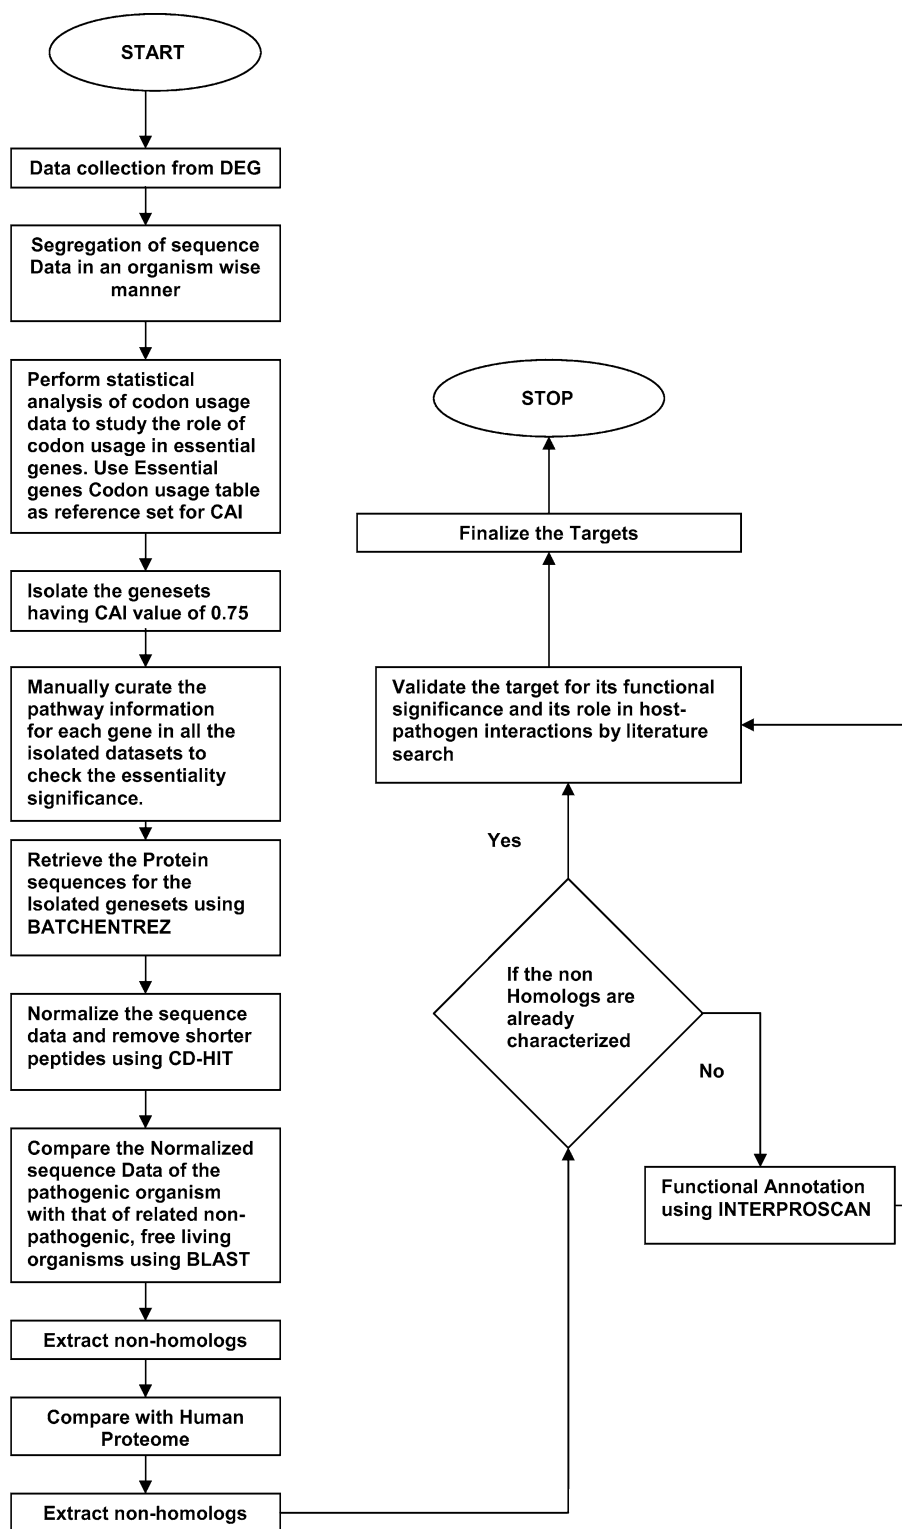 START
Data collection from DEG
Segregation of sequence
Data in an organism wise
manner
Perform statistical
analysis of codon usage
data to study the role of
codon usage in essential
genes. Use Essential
genes Codon usage table
as reference set for CAI
Isolate the genesets
having CAI value of 0.75
Manually curate the
pathway information
for each gene in all the
isolated datasets to
check the essentiality
significance.
Retrieve the Protein
sequences for the
Isolated genesets using
BATCHENTREZ
Normalize the sequence
data and remove shorter
peptides using CD-HIT
Compare the Normalized
sequence Data of the
pathogenic organism
with that of related non-
pathogenic, free living
organisms using BLAST
Extract non-homologs
Compare with Human
Proteome
Extract non-homologs
If the non
Homologs are
already
characterized
No
Functional Annotation
using INTERPROSCAN
Yes
Validate the target for its functional
significance and its role in host-
pathogen interactions by literature
search
Finalize the Targets
STOP